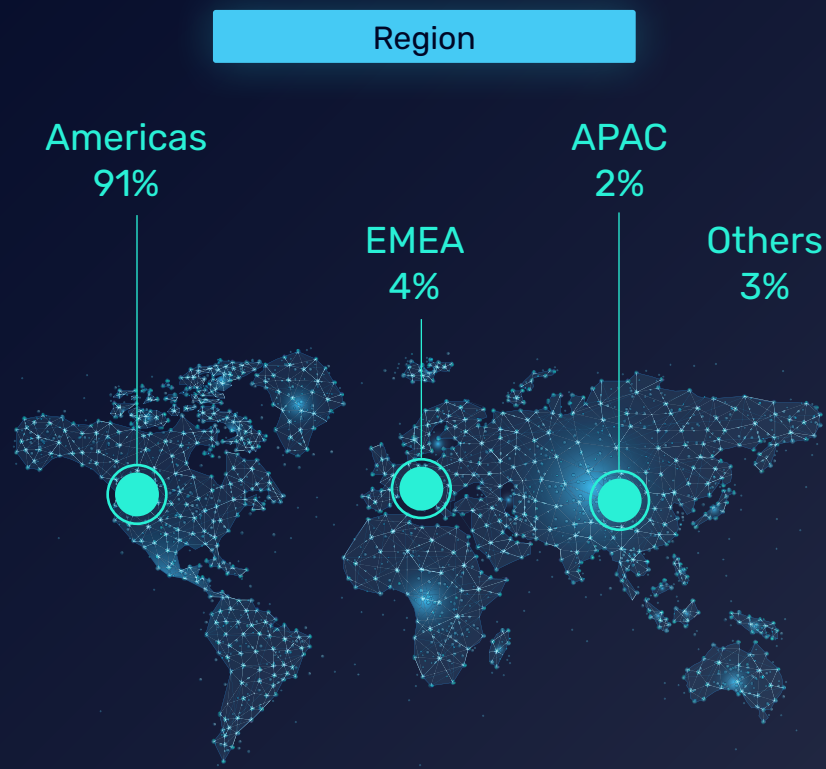 Region
Americas
91%
APAC
2%
EMEA
4%
Others
3%